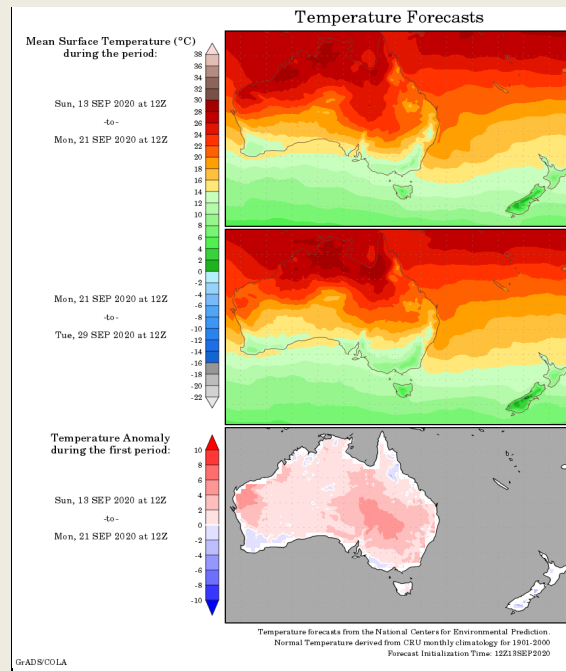 Temperature Forecasts
Mean Surface Temperature (°C)
during the period:
Sun, 13 SEP 2020 at 12Z
-to-
Mon, 21 SEP 2020 at 12Z
38
36
34
32
30
28
26
24
22
20
18
16
14
12
10
8
6
4
2
0
-2
-4
-6
-8
-10
-12
-14
-16
-18
-20
-22
Mon, 21 SEP 2020 at 12Z
-to-
Tue, 29 SEP 2020 at 12Z
Temperature Anomaly
during the first period:
Sun, 13 SEP 2020 at 12Z
-to-
Mon, 21 SEP 2020 at 12Z
10
8
6
4
2
0
-2
-4
-6
-8
-10
Temperature forecasts from the National Centers for Environmental Prediction.
Normal Temperature derived from CRU monthly climatology for 1901-2000
Forecast Initialization Time: 12Z13SEP2020
GrADS/COLA